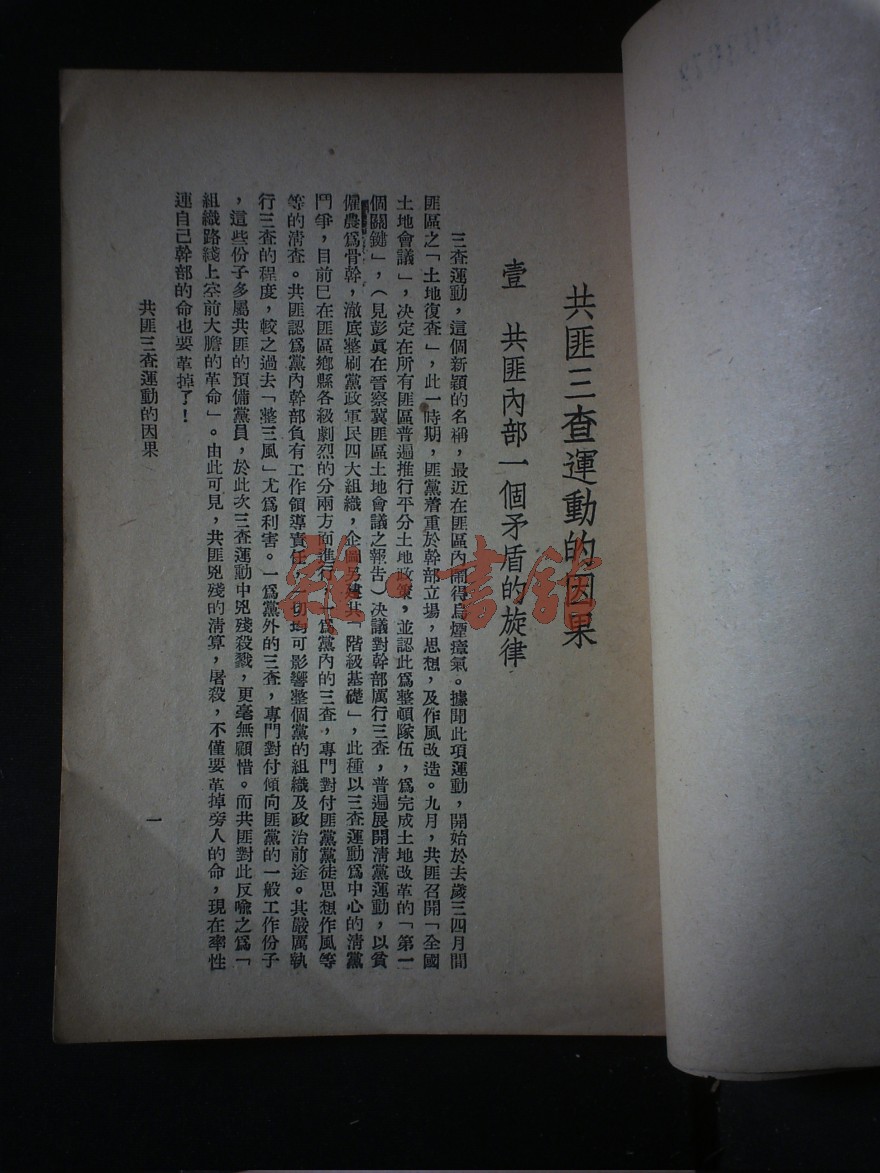 共匪三查運動的因果
壹　共匪內部一個矛盾的旋律
三查運動，這個新穎的名稱，最近在匪區內鬧得烏煙瘴氣。據聞此項運動，開始於去歲三四月間
匪區之「土地復查」，此一時期，匪黨着重於幹部立場，思想，及作風改造。九月，共匪召開「全國
土地會議」，决定在所有匪區普遍推行平分土地政策，並認此爲整頓隊伍，爲完成土地改革的「第一
個關鍵」，（見彭眞在晉察冀匪區土地會議之報告）决議對幹部厲行三查，普遍展開清黨運動，以貧
僱農爲骨幹，澈底整刷黨政軍民四大組織，企圖另建其「階級基礎」，此種以三查運動爲中心的清黨
鬥爭，目前已在匪區鄉縣各級劇烈的分兩方面進行，一爲黨內的三查，專門對付匪黨黨徒思想作風等
等的清查。共匪認爲黨內幹部負有工作領導責任，一切均可影響整個黨的組織及政治前途。其嚴厲執
行三查的程度，較之過去「整三風」尤爲利害。一爲黨外的三查，專門對付傾向匪黨的一般工作份子
，這些份子多屬共匪的預備黨員，於此次三查運動中兇殘殺戮，更毫無顧惜。而共匪對此反喩之爲「
組織路綫上空前大膽的革命」。由此可見，共匪兇殘的清算，屠殺，不僅要革掉旁人的命，現在率性
連自己幹部的命也要革掉了！
共匪三查運動的因果
一
雜·書館